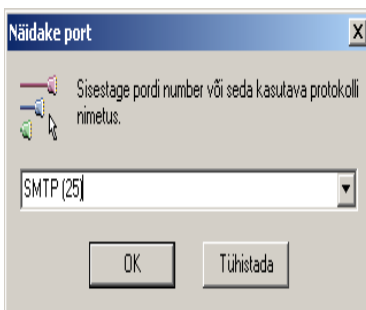 Näidake port
Sisestage pordi number või seda kasutava protokolli
nimetus.
SMTP (25)
OK
Tühistada